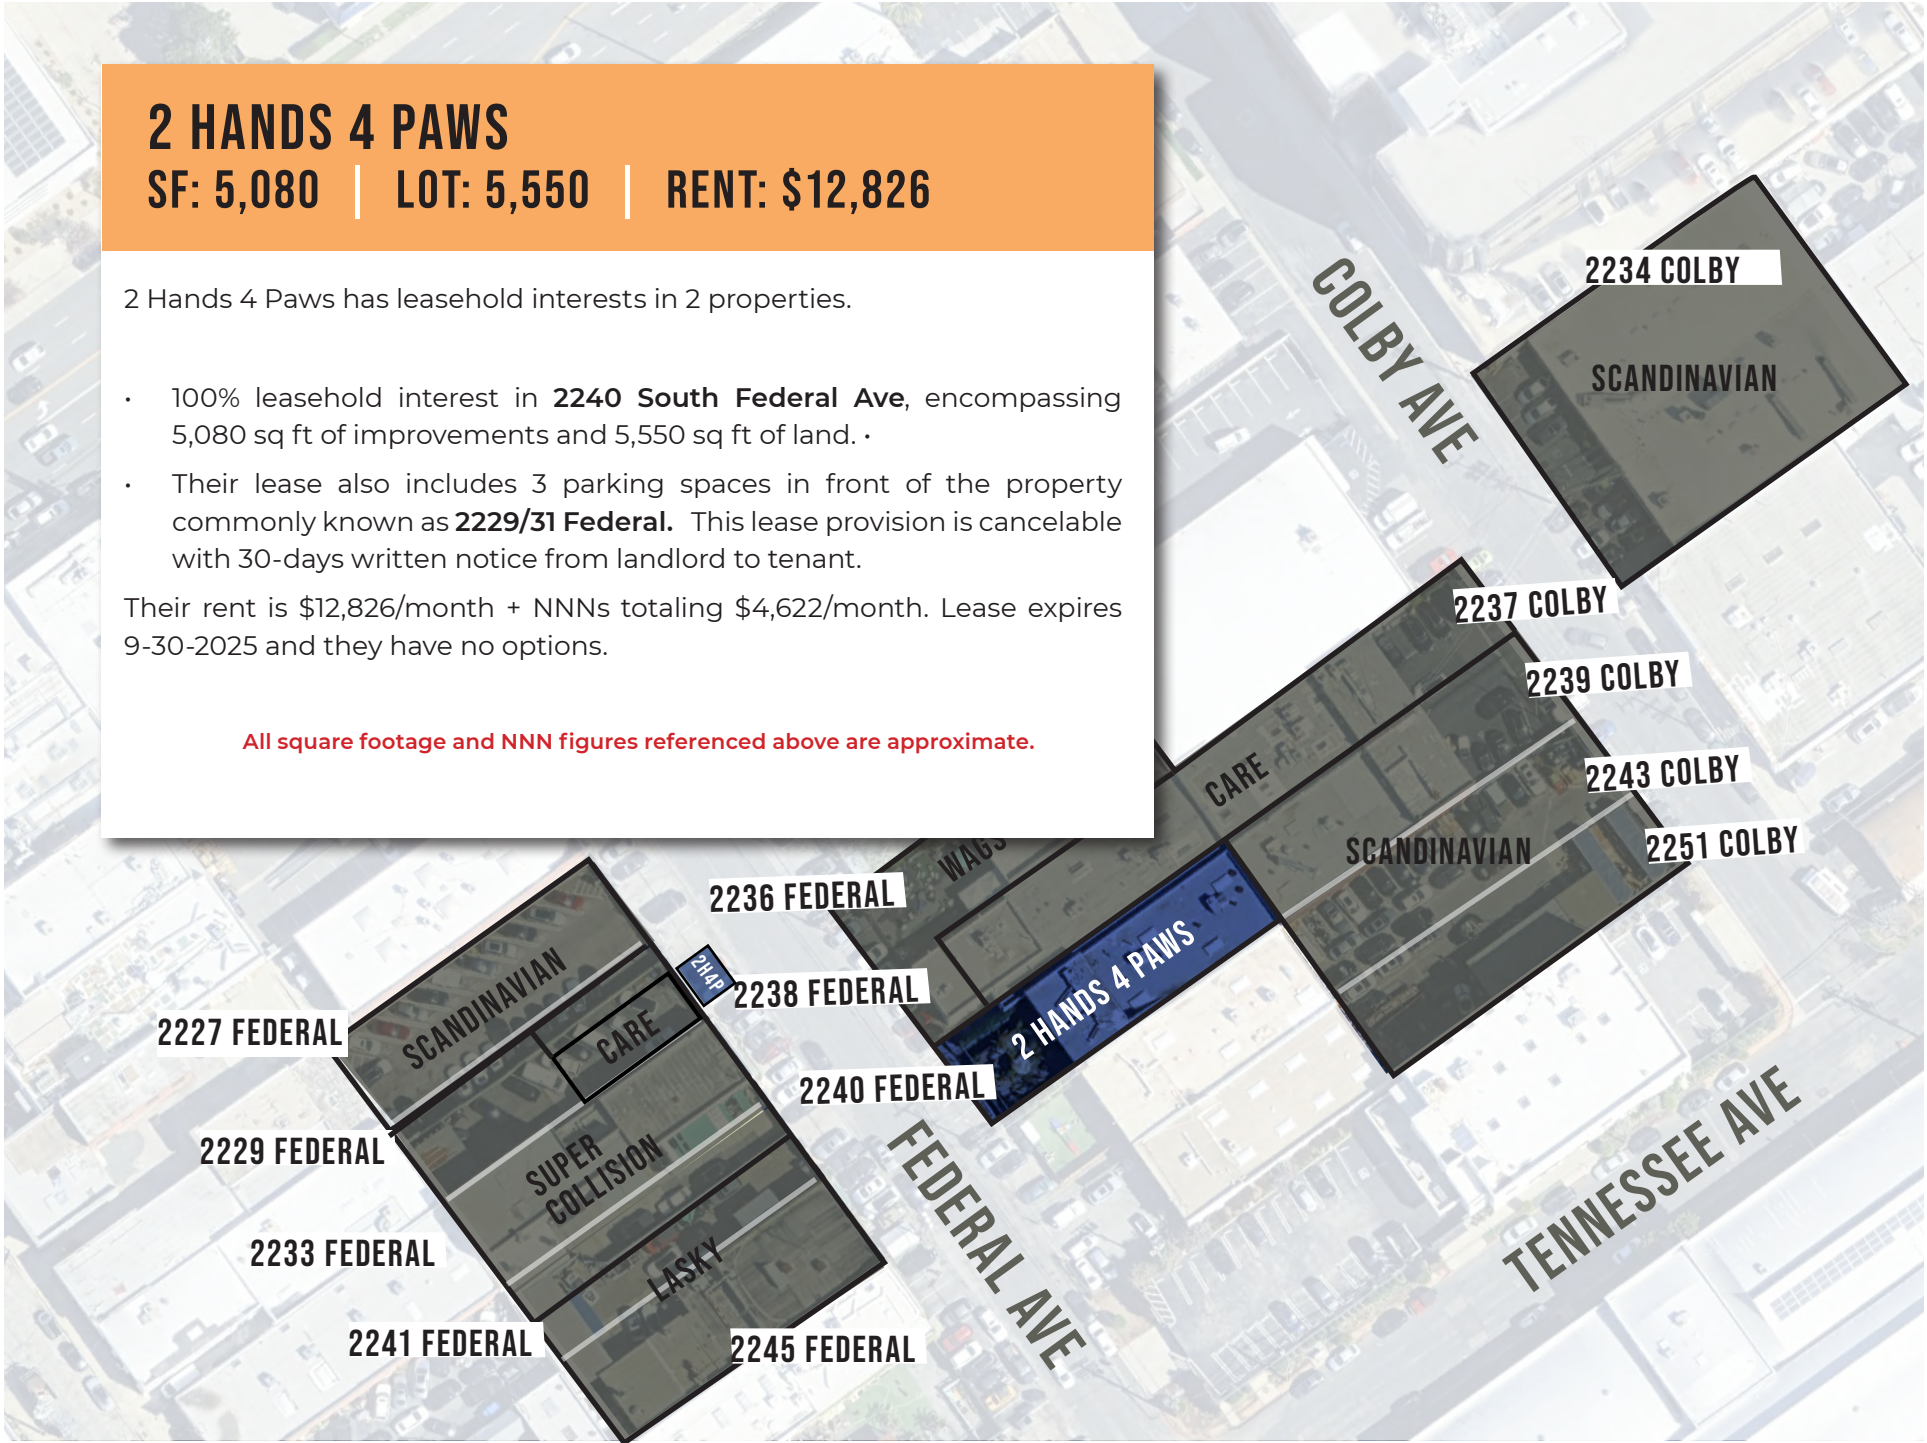 2 HANDS 4 PAWS
SF: 5,080 | LOT: 5,550 | RENT: $12,826
2 Hands 4 Paws has leasehold interests in 2 properties.
• 100% leasehold interest in 2240 South Federal Ave, encompassing
5,080 sq ft of improvements and 5,550 sq ft of land. •
• Their lease also includes 3 parking spaces in front of the property
commonly known as 2229/31 Federal. This lease provision is cancelable
with 30-days written notice from landlord to tenant.
Their rent is $12,826/month + NNNs totaling $4,622/month. Lease expires
9-30-2025 and they have no options.
All square footage and NNN figures referenced above are approximate.
COLBY AVE
2234 COLBY
SCANDINAVIAN
2237 COLBY
2239 COLBY
2243 COLBY
2251 COLBY
CARE
SCANDINAVIAN
WAGS
2236 FEDERAL
2 HANDS 4 PAWS
2H4P
2238 FEDERAL
2240 FEDERAL
SCANDINAVIAN
CARE
2227 FEDERAL
2229 FEDERAL
SUPER
COLLISION
2233 FEDERAL
LASKY
2241 FEDERAL
2245 FEDERAL
FEDERAL AVE
TENNESSEE AVE